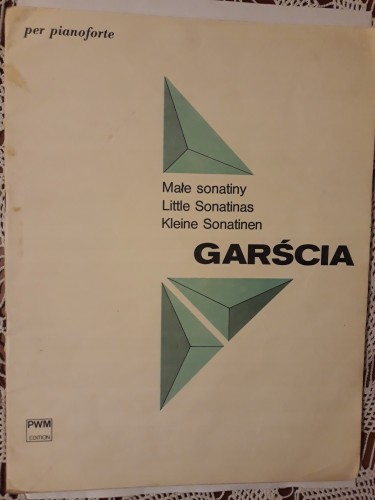 per pianoforte
Małe sonatiny
Little Sonatinas
Kleine Sonatinen
GARŚCIA
PWM
EDITION